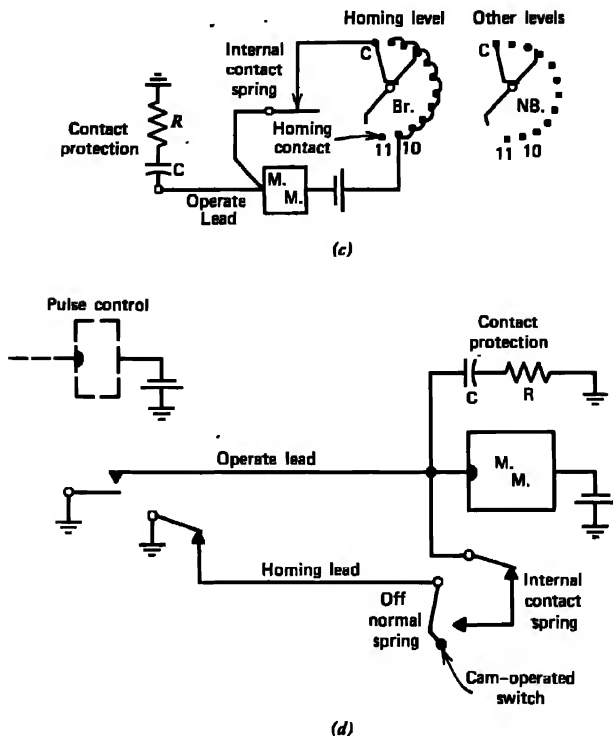 Homing level
Other levels
Internal
contact
spring
C
C
Contact
protection
R
Br.
NB.
Homing
contact
11 10
11 10
C
M.
M.
Operate
Lead
(c)
Pulse control
Contact
protection
C
R
Operate lead
M.
M.
Homing lead
Off
normal
spring
Internal
contact
spring
Cam-operated
switch
(d)